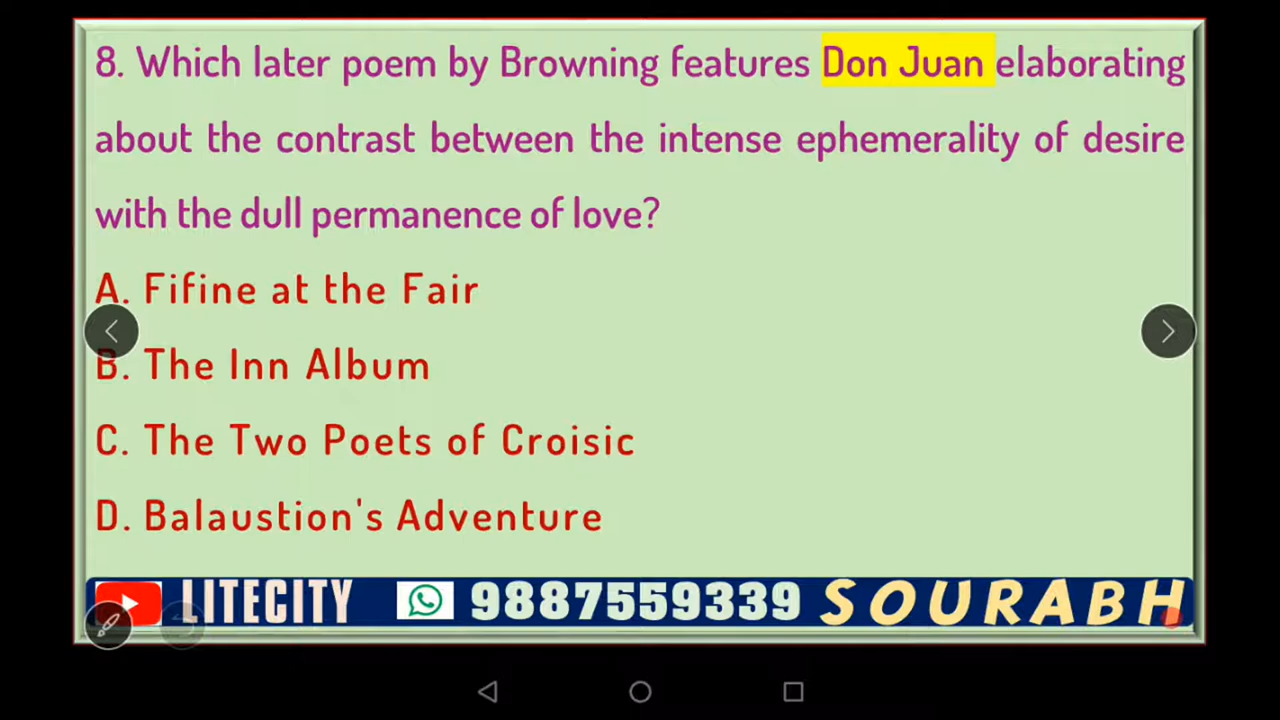 8. Which later poem by Browning features Don Juan elaborating
about the contrast between the intense ephemerality of desire
with the dull permanence of love?
A. Fifine at the Fair
B. The Inn Album
C. The Two Poets of Croisic
D. Balaustion's Adventure
LITECITY 9887559339 SOURABH